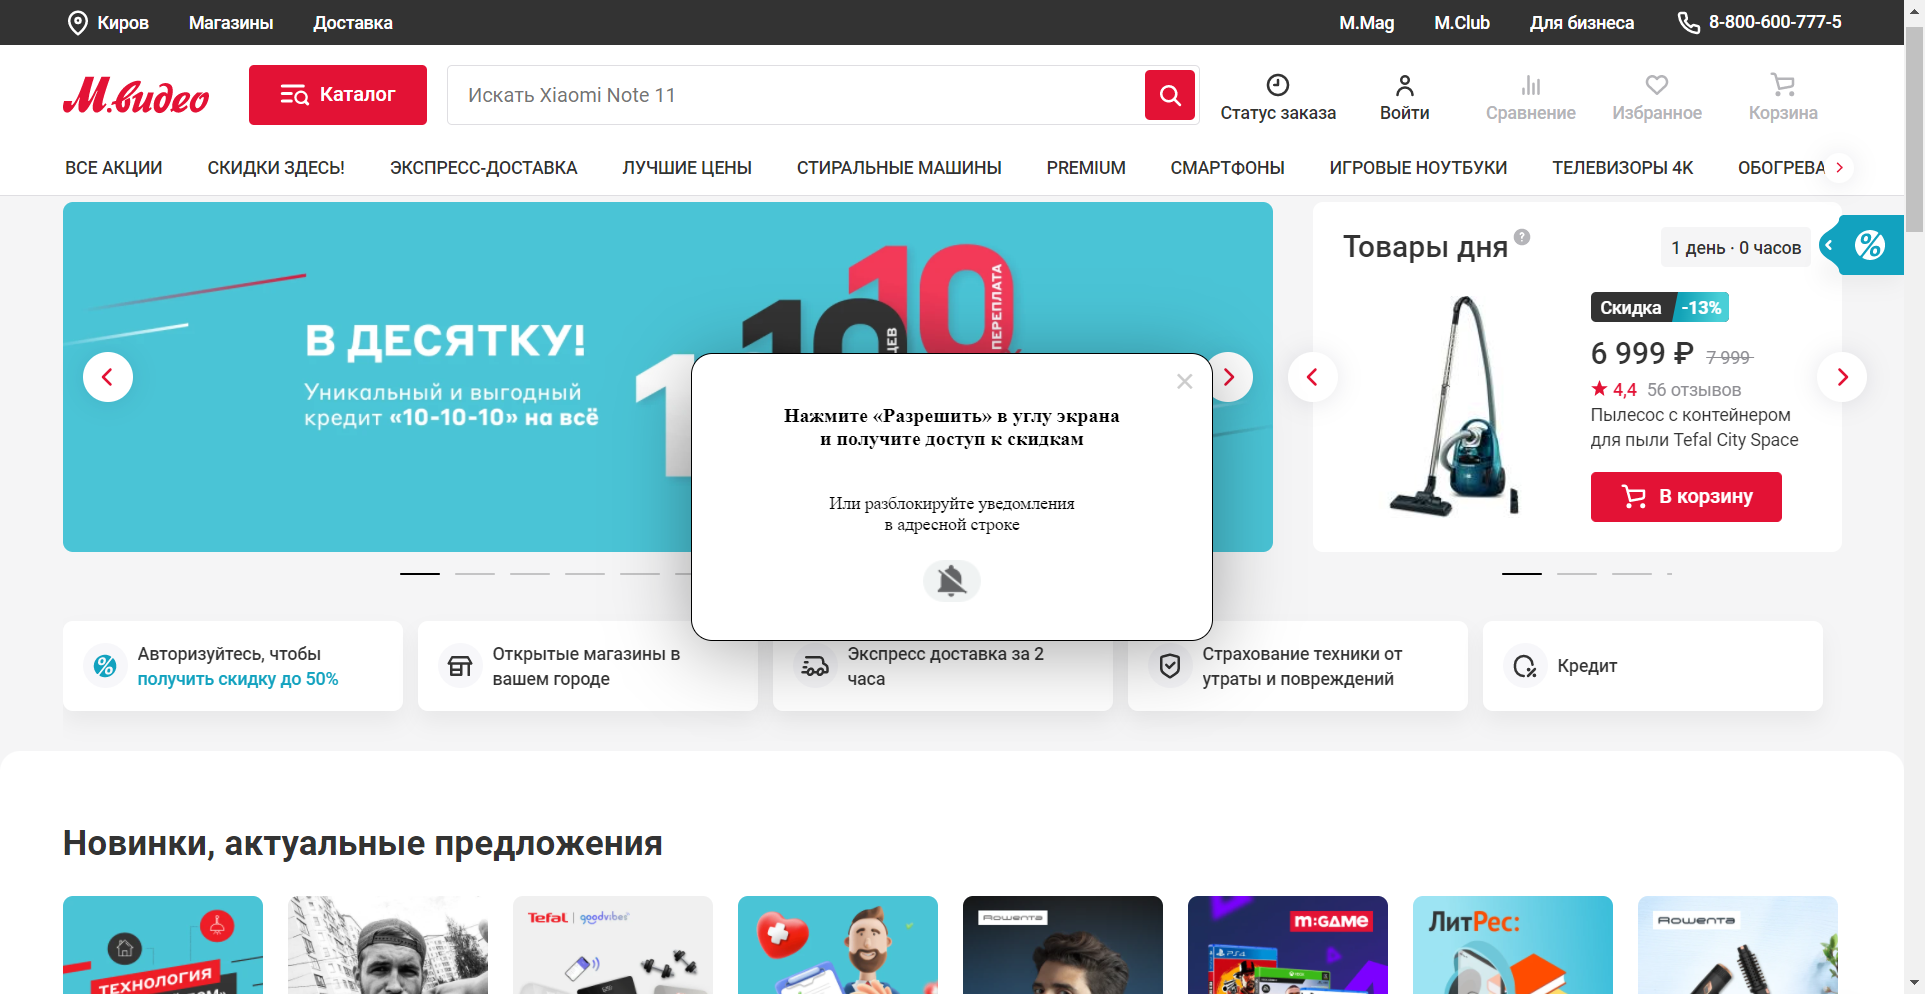 Киров
Магазины
Доставка
M.Mag
M.Club
Для бизнеса
8-800-600-777-5
М.видео
Каталог
Искать Xiaomi Note 11
Статус заказа
Войти
Сравнение
Избранное
Корзина
ВСЕ АКЦИИ
СКИДКИ ЗДЕСЬ!
ЭКСПРЕСС-ДОСТАВКА
ЛУЧШИЕ ЦЕНЫ
СТИРАЛЬНЫЕ МАШИНЫ
PREMIUM
СМАРТФОНЫ
ИГРОВЫЕ НОУТБУКИ
ТЕЛЕВИЗОРЫ 4K
ОБОГРЕВА
В ДЕСЯТКУ!
Уникальный и выгодный
кредит «10-10-10» на всё
10
ПЕРЕПЛАТА
10
ЦЕВ
1
Нажмите «Разрешить» в углу экрана
и получите доступ к скидкам
Или разблокируйте уведомления
в адресной строке
Товары дня
?
1 день · 0 часов
%
Скидка -13%
6 999 ₽ 7 999
4,4 56 отзывов
Пылесос с контейнером
для пыли Tefal City Space
В корзину
Авторизуйтесь, чтобы
получить скидку до 50%
Открытые магазины в
вашем городе
Экспресс доставка за 2
часа
Страхование техники от
утраты и повреждений
Кредит
Новинки, актуальные предложения
ТЕХНОЛОГИЯ
Tefal | goodvibes
Rowenta
m:GAME
PS4
XBOX
ЛитРес:
Rowenta